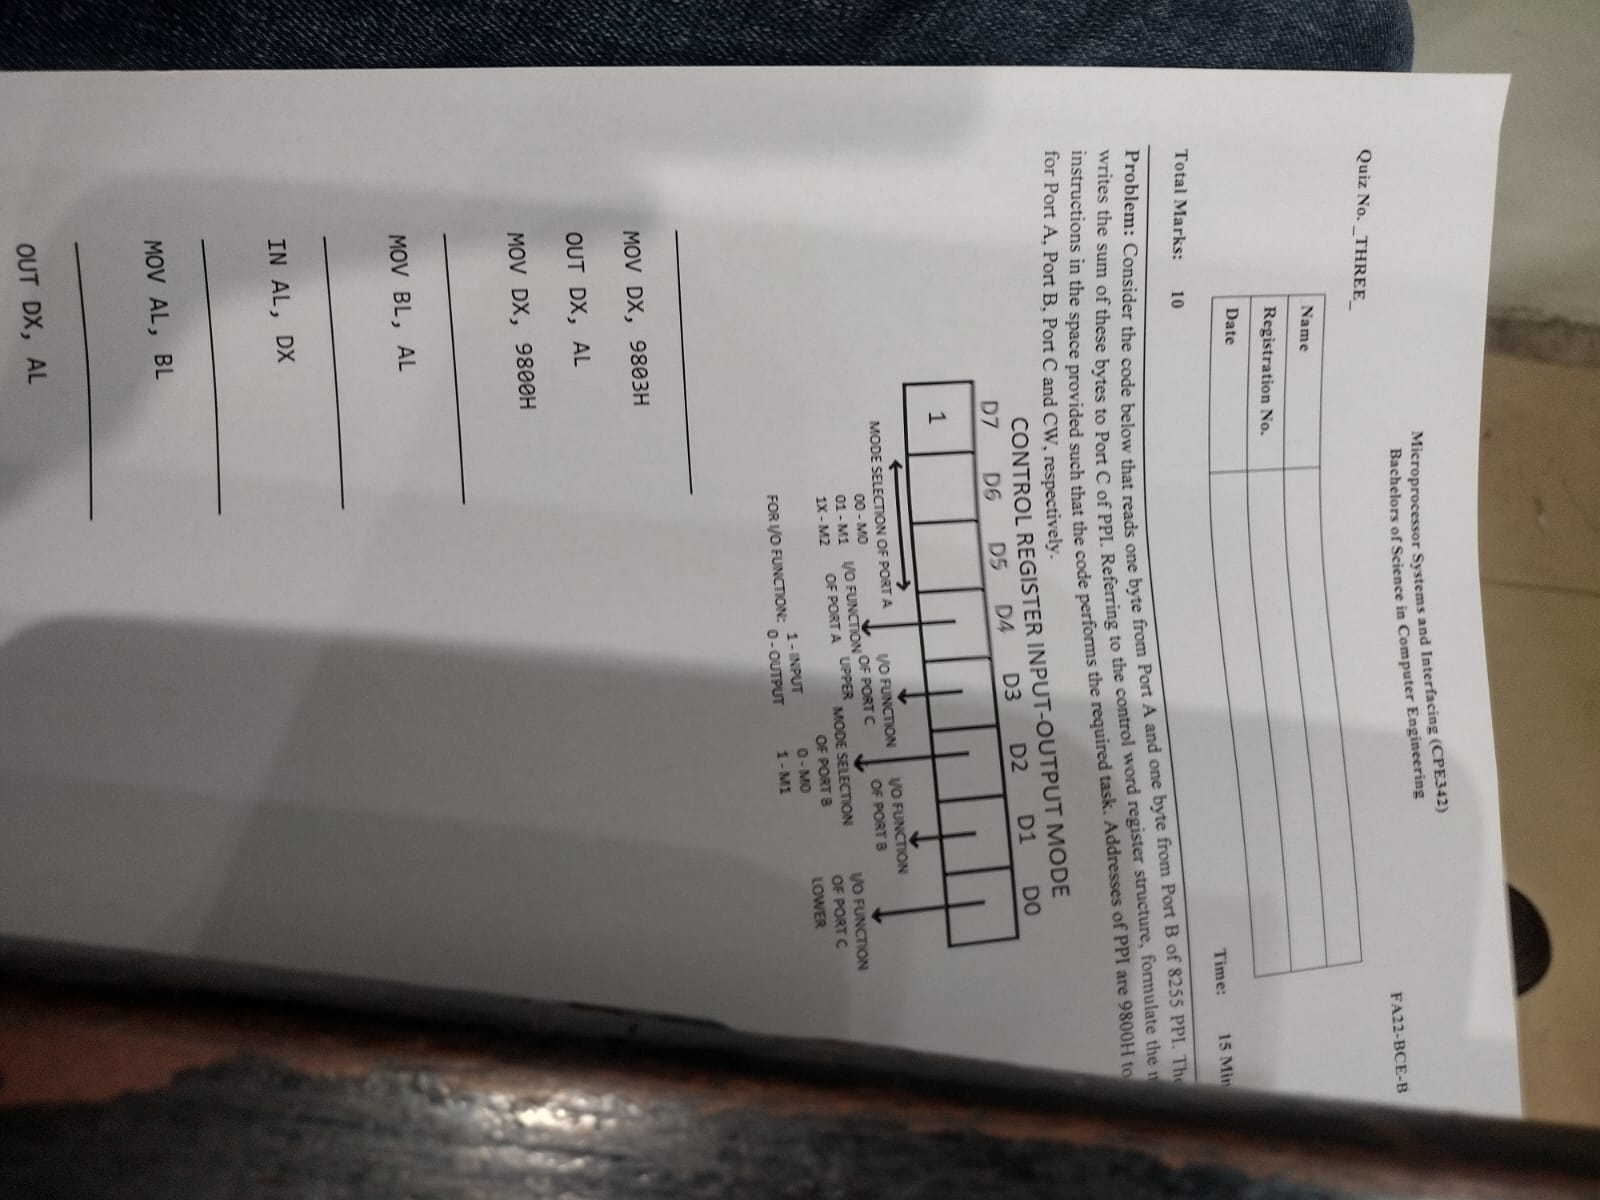 Microprocessor Systems and Interfacing (CPE342)
Bachelors of Science in Computer Engineering
FA22-BCE-B
Quiz No. _THREE_
Name
Registration No.
Date
Time: 15 Min
Total Marks: 10
Problem: Consider the code below that reads one byte from Port A and one byte from Port B of 8255 PPI. The
writes the sum of these bytes to Port C of PPI. Referring to the control word register structure, formulate the
instructions in the space provided such that the code performs the required task. Addresses of PPI are 9800H to
for Port A, Port B, Port C and CW, respectively.
CONTROL REGISTER INPUT-OUTPUT MODE
D7 D6 D5 D4 D3 D2 D1 D0
1
MODE SELECTION OF PORT A
00 - M0
01 - M1
1X - M2
I/O FUNCTION
OF PORT A
I/O FUNCTION
OF PORT C
UPPER
MODE SELECTION
OF PORT B
0 - M0
1 - M1
I/O FUNCTION
OF PORT B
I/O FUNCTION
OF PORT C
LOWER
FOR I/O FUNCTION:
1 - INPUT
0 - OUTPUT
MOV DX, 9803H
OUT DX, AL
MOV DX, 9800H
MOV BL, AL
IN AL, DX
MOV AL, BL
OUT DX, AL